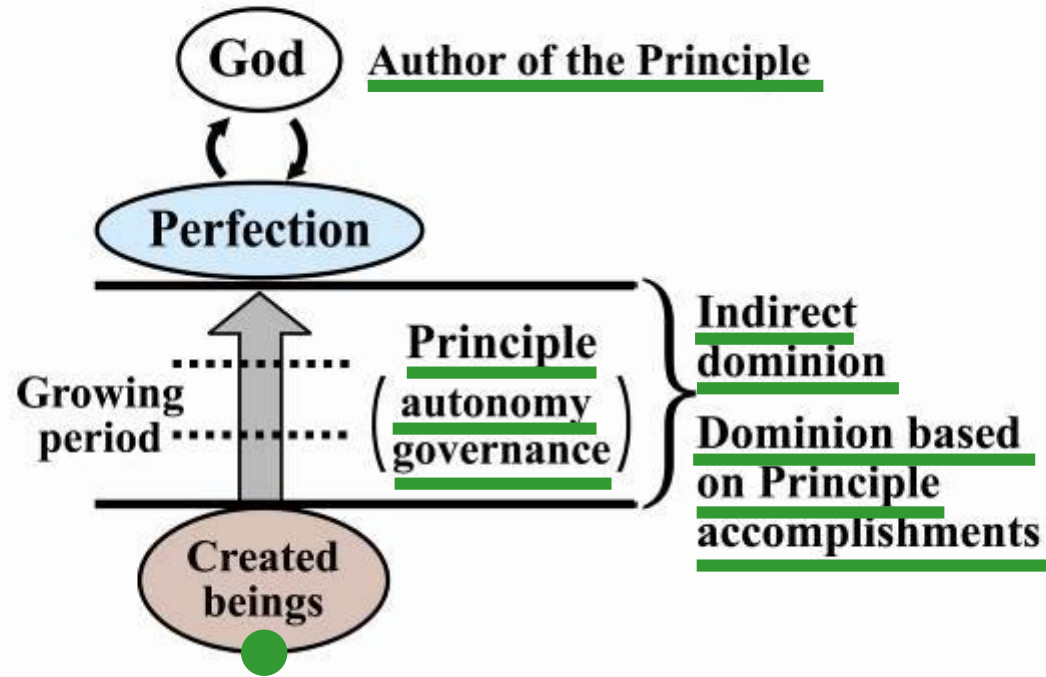 God
Author of the Principle
Perfection
Growing
period
Principle
(autonomy
governance)
Indirect
dominion
Dominion based
on Principle
accomplishments
Created
beings